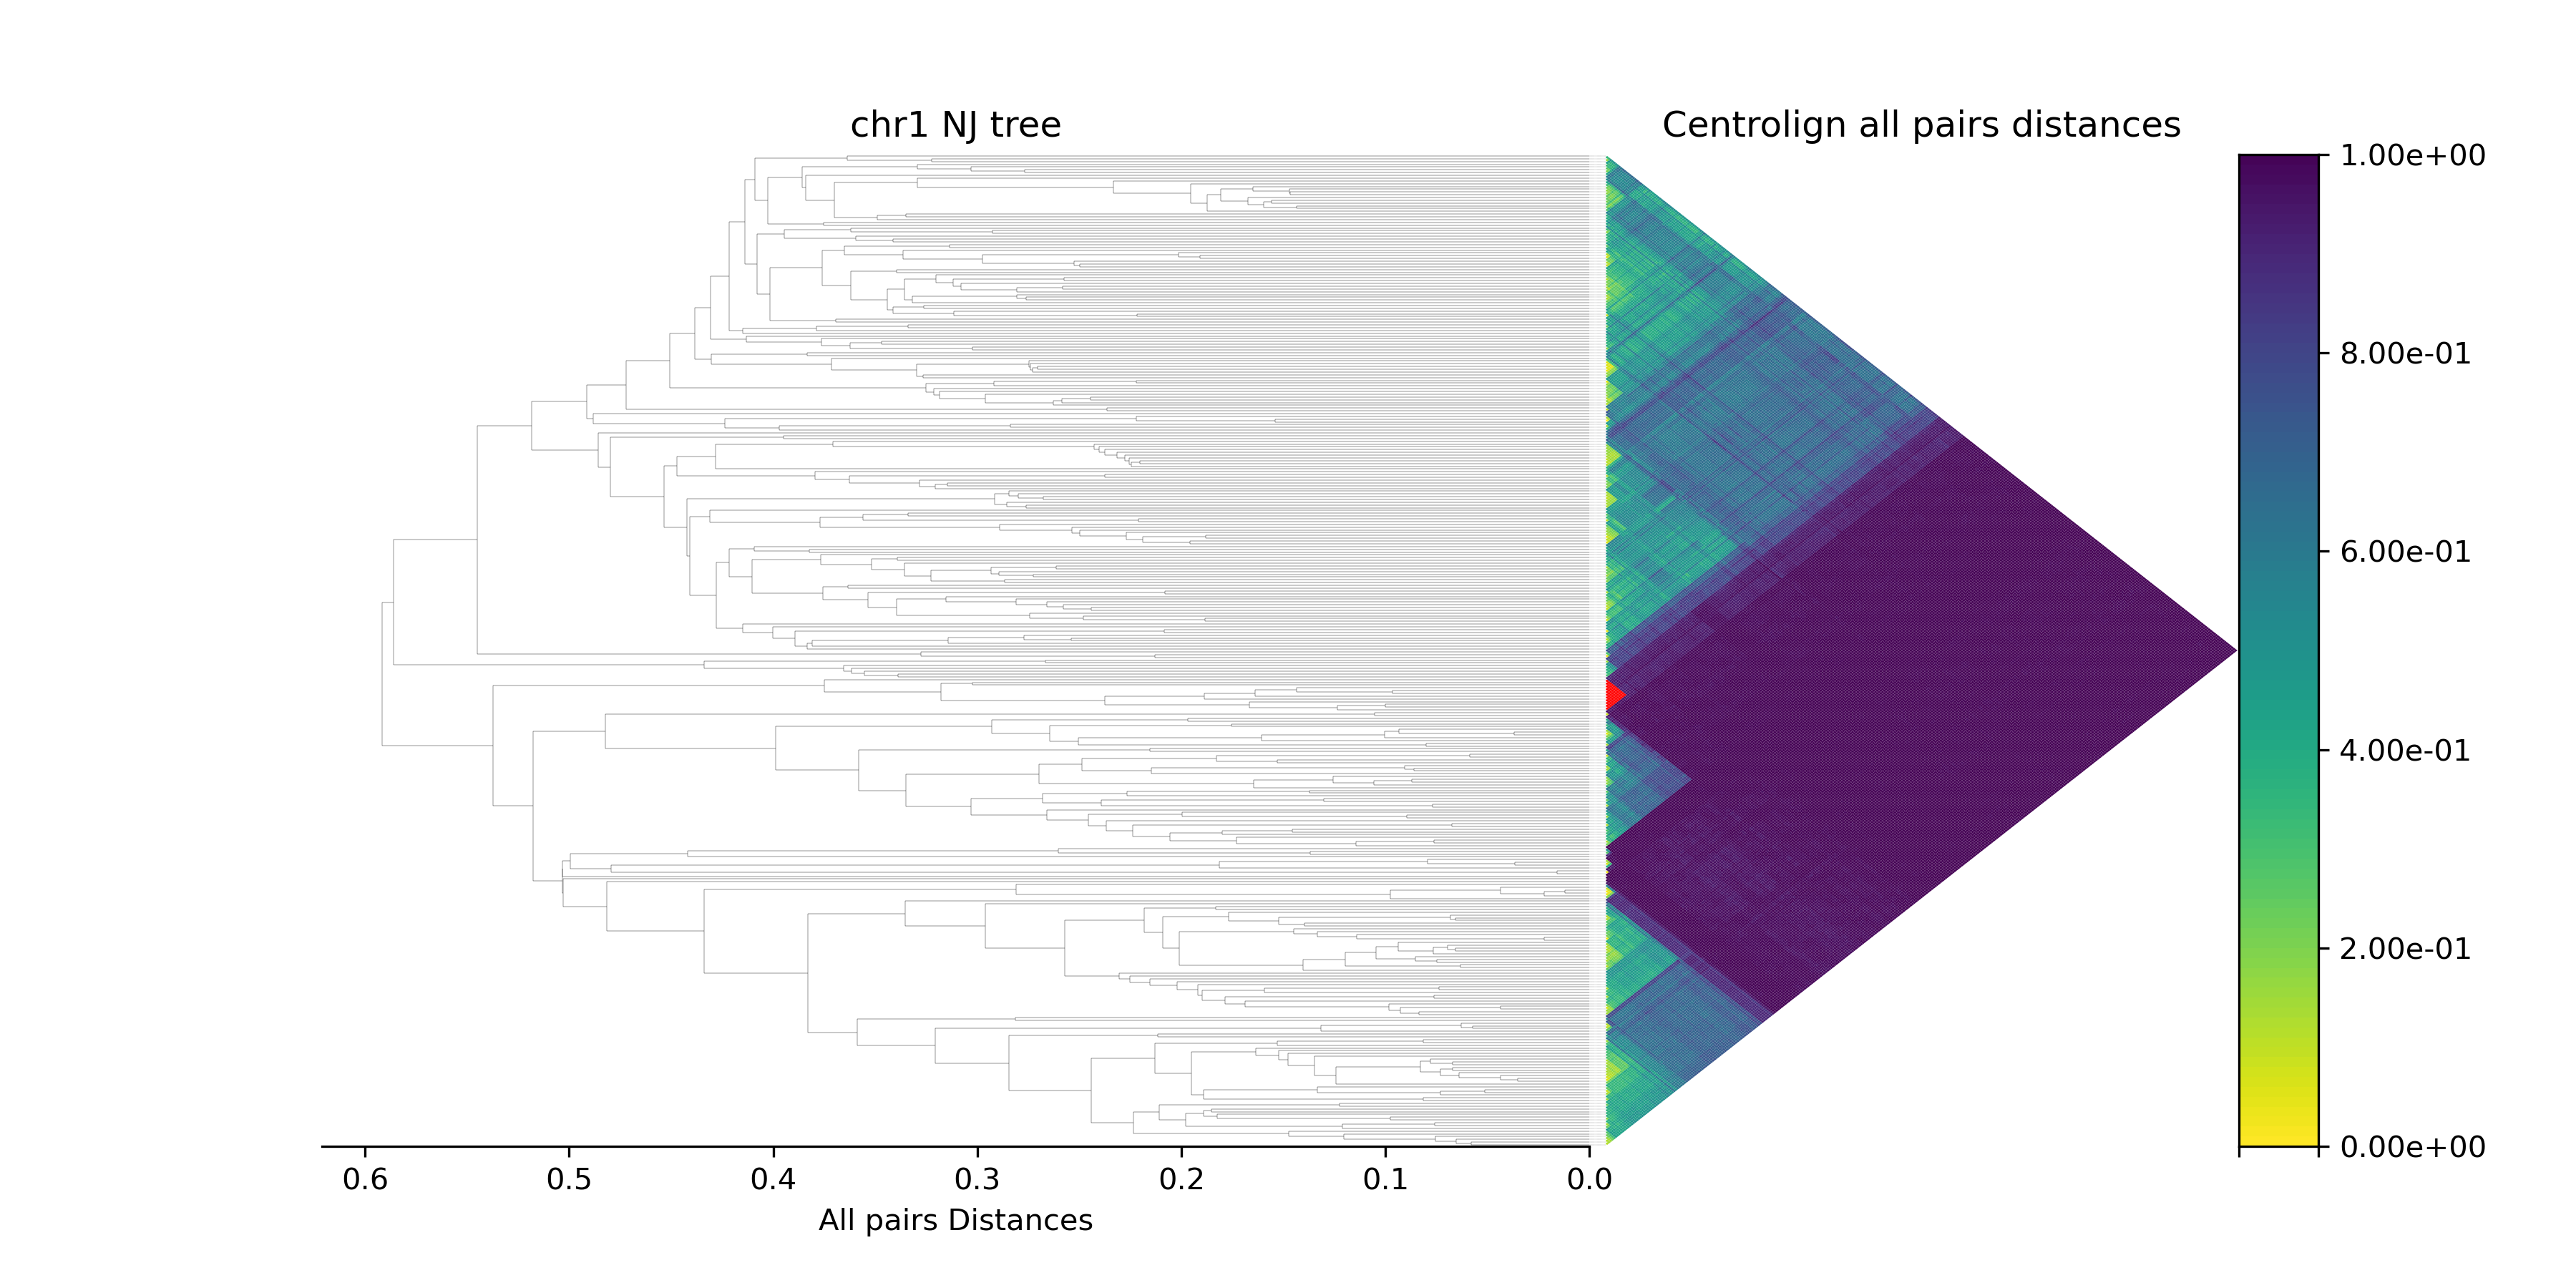 chr1 NJ tree
Centrolign all pairs distances
1.00e+00
8.00e-01
6.00e-01
4.00e-01
2.00e-01
0.00e+00
0.6 0.5 0.4 0.3 0.2 0.1 0.0
All pairs Distances